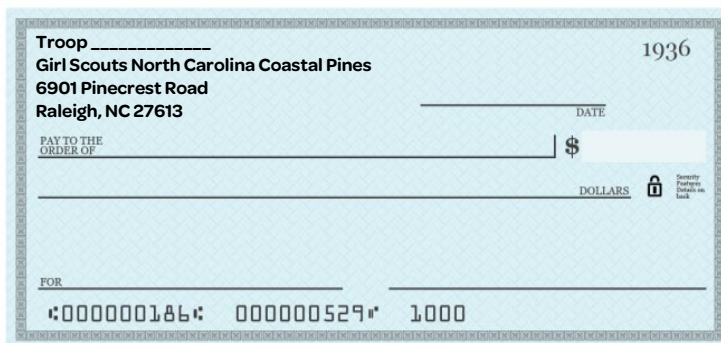 Troop _____________
Girl Scouts North Carolina Coastal Pines
6901 Pinecrest Road
Raleigh, NC 27613
1936
DATE
PAY TO THE
ORDER OF
$
DOLLARS
Security
Features
Details on
back
FOR
⑆000000186⑆ 000000529⑈ 1000